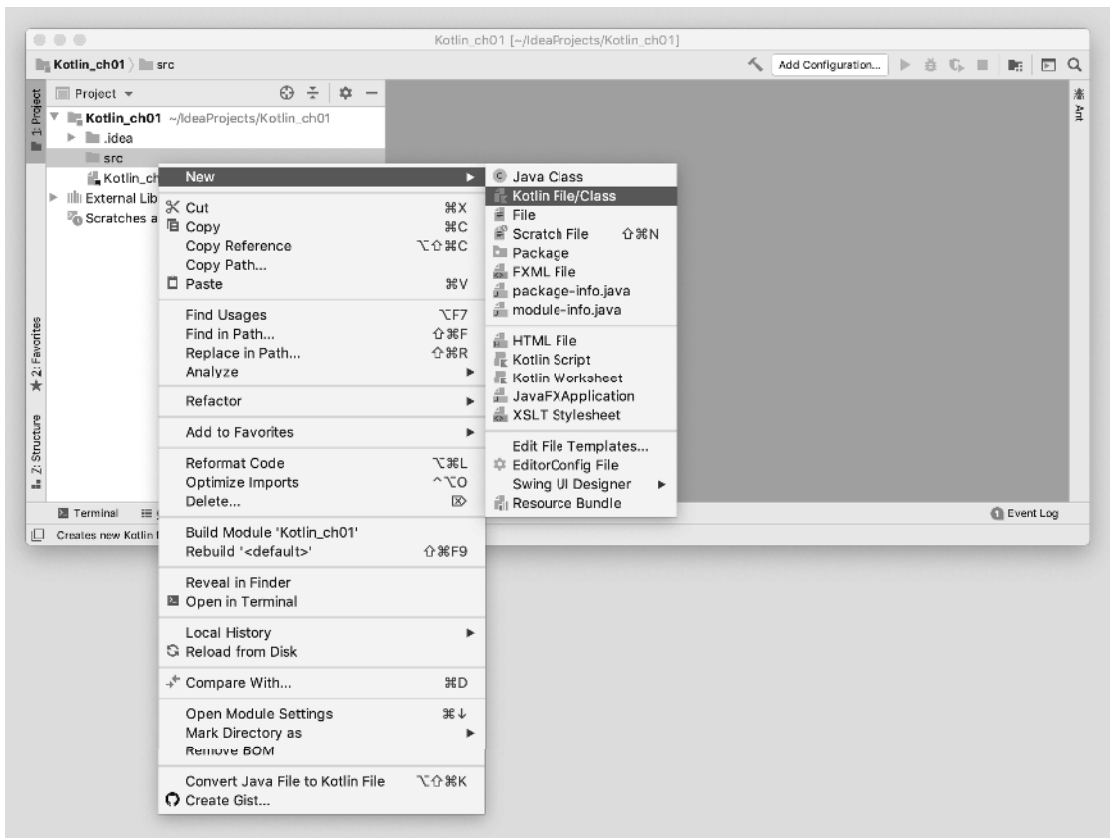 Kotlin_ch01 [~/IdeaProjects/Kotlin_ch01]
Kotlin_ch01 src
Add Configuration...
1: Project
Project
Kotlin_ch01 ~/IdeaProjects/Kotlin_ch01
.idea
src
Kotlin_ch
External Lib
Scratches a
Ant
2: Favorites
Z: Structure
New
Cut ⌘X
Copy ⌘C
Copy Reference ⌥⇧⌘C
Copy Path...
Paste ⌘V
Find Usages ⌥F7
Find in Path... ⇧⌘F
Replace in Path... ⇧⌘R
Analyze
Refactor
Add to Favorites
Reformat Code ⌥⌘L
Optimize Imports ^⌥O
Delete... ⌦
Build Module 'Kotlin_ch01'
Rebuild '<default>' ⇧⌘F9
Reveal in Finder
Open in Terminal
Local History
Reload from Disk
Compare With... ⌘D
Open Module Settings ⌘↓
Mark Directory as
Remove BOM
Convert Java File to Kotlin File ⌥⇧⌘K
Create Gist...
Java Class
Kotlin File/Class
File
Scratch File ⇧⌘N
Package
FXML File
package-info.java
module-info.java
HTML File
Kotlin Script
Kotlin Worksheet
JavaFXApplication
XSLT Stylesheet
Edit File Templates...
EditorConfig File
Swing UI Designer
Resource Bundle
Terminal
1 Event Log
Creates new Kotlin